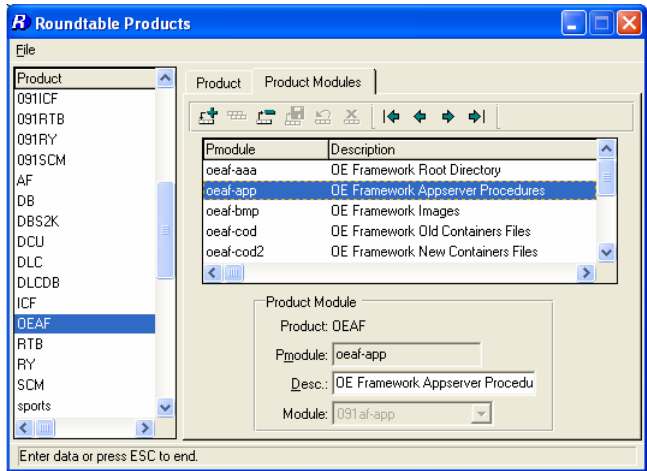 R Roundtable Products
File
Product
091ICF
091RTB
091RY
091SCM
AF
DB
DBS2K
DCU
DLC
DLCDB
ICF
OEAF
RTB
RY
SCM
sports
Product Product Modules
Pmodule Description
oeaf-aaa OE Framework Root Directory
oeaf-app OE Framework Appserver Procedures
oeaf-bmp OE Framework Images
oeaf-cod OE Framework Old Containers Files
oeaf-cod2 OE Framework New Containers Files
Product Module
Product: OEAF
Pmodule: oeaf-app
Desc.: OE Framework Appserver Procedu
Module: 091af-app
Enter data or press ESC to end.